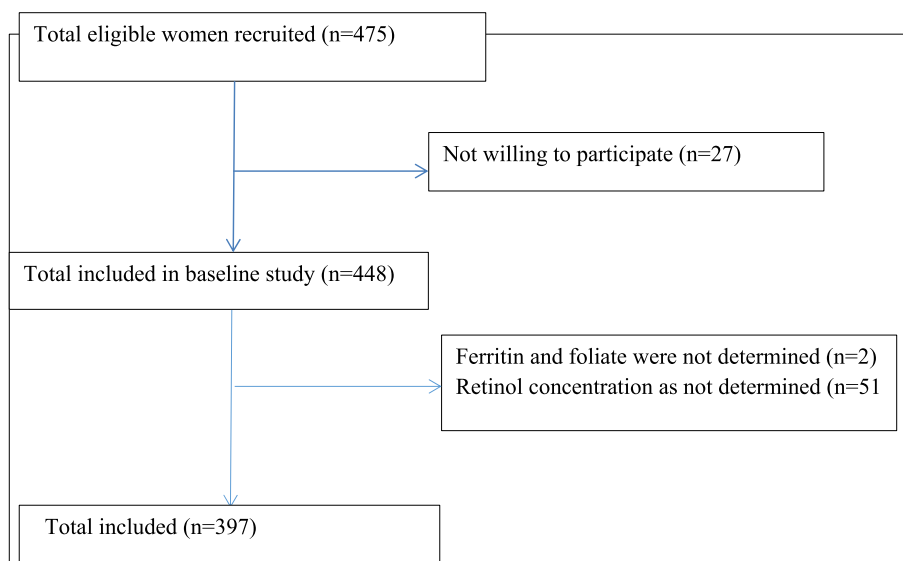 Total eligible women recruited (n=475)
Not willing to participate (n=27)
Total included in baseline study (n=448)
Ferritin and foliate were not determined (n=2)
Retinol concentration as not determined (n=51
Total included (n=397)